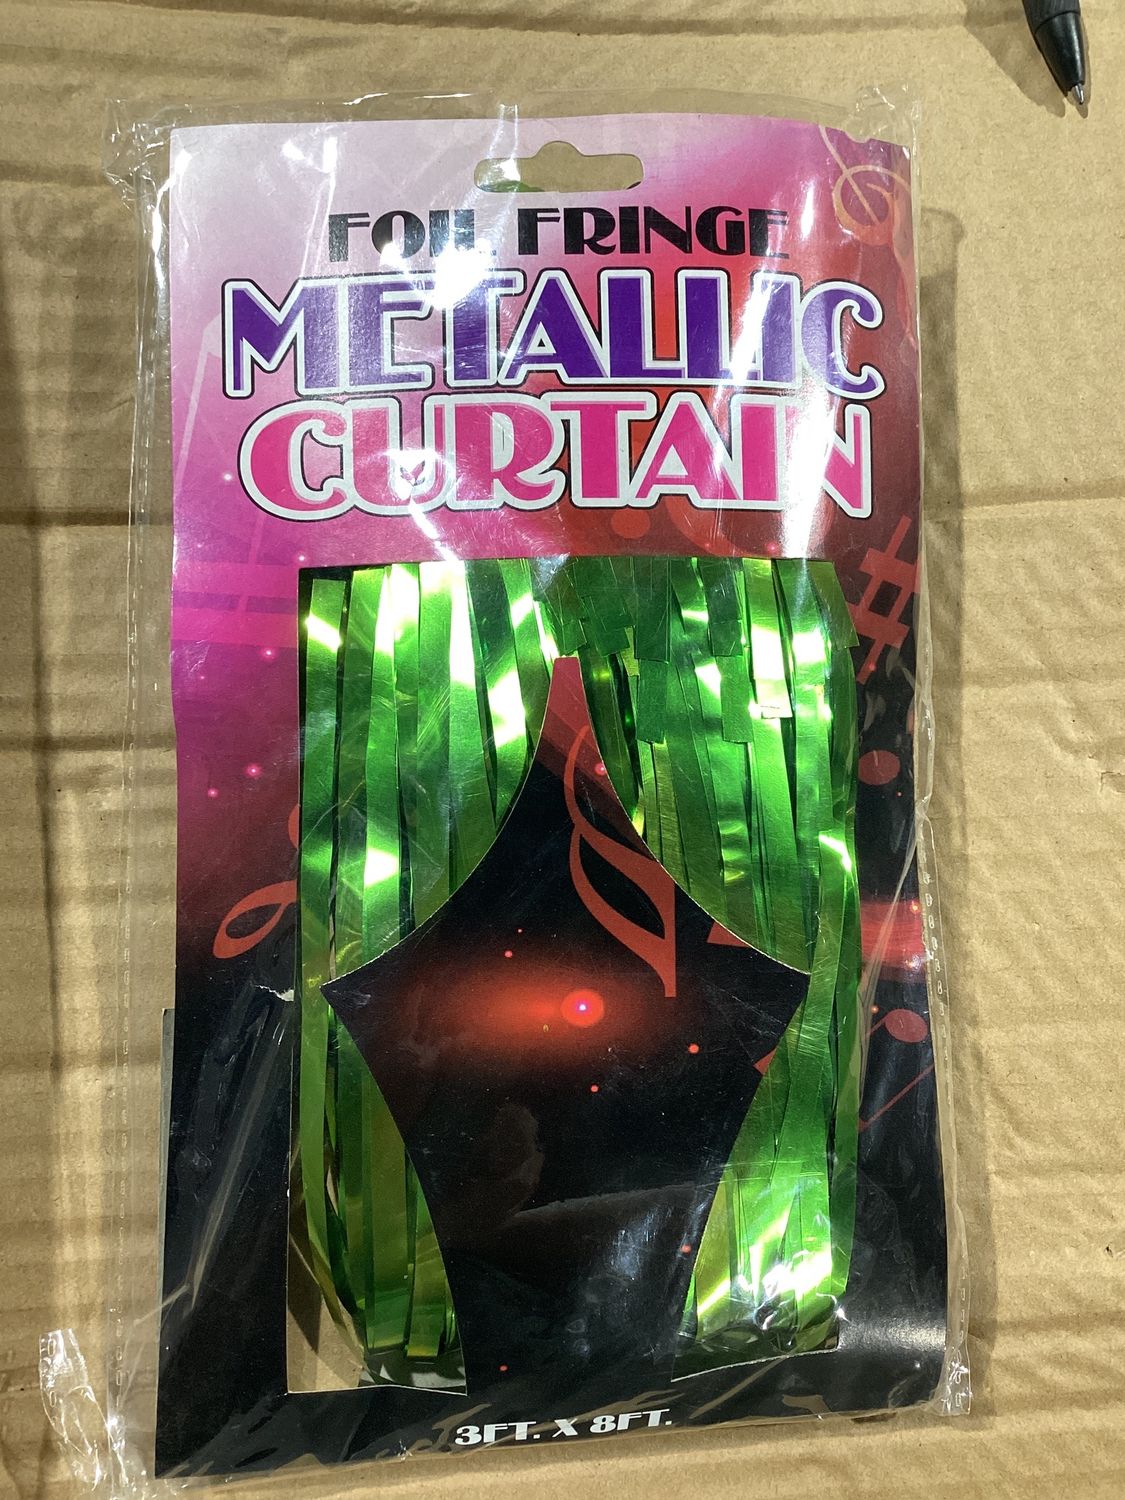 FOIL FRINGE
METALLIC
CURTAIN
3FT. X 8FT.